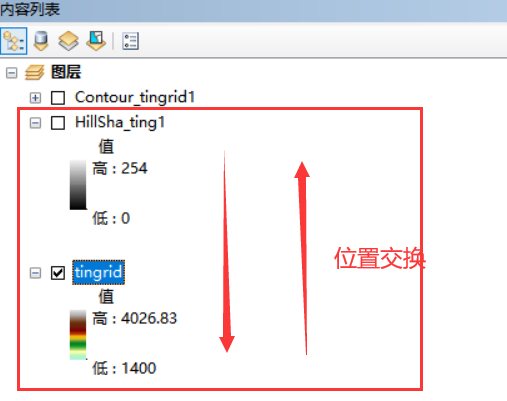 内容列表
图层
Contour_tingrid1
HillSha_ting1
值
高 : 254
低 : 0
位置交换
tingrid
值
高 : 4026.83
低 : 1400